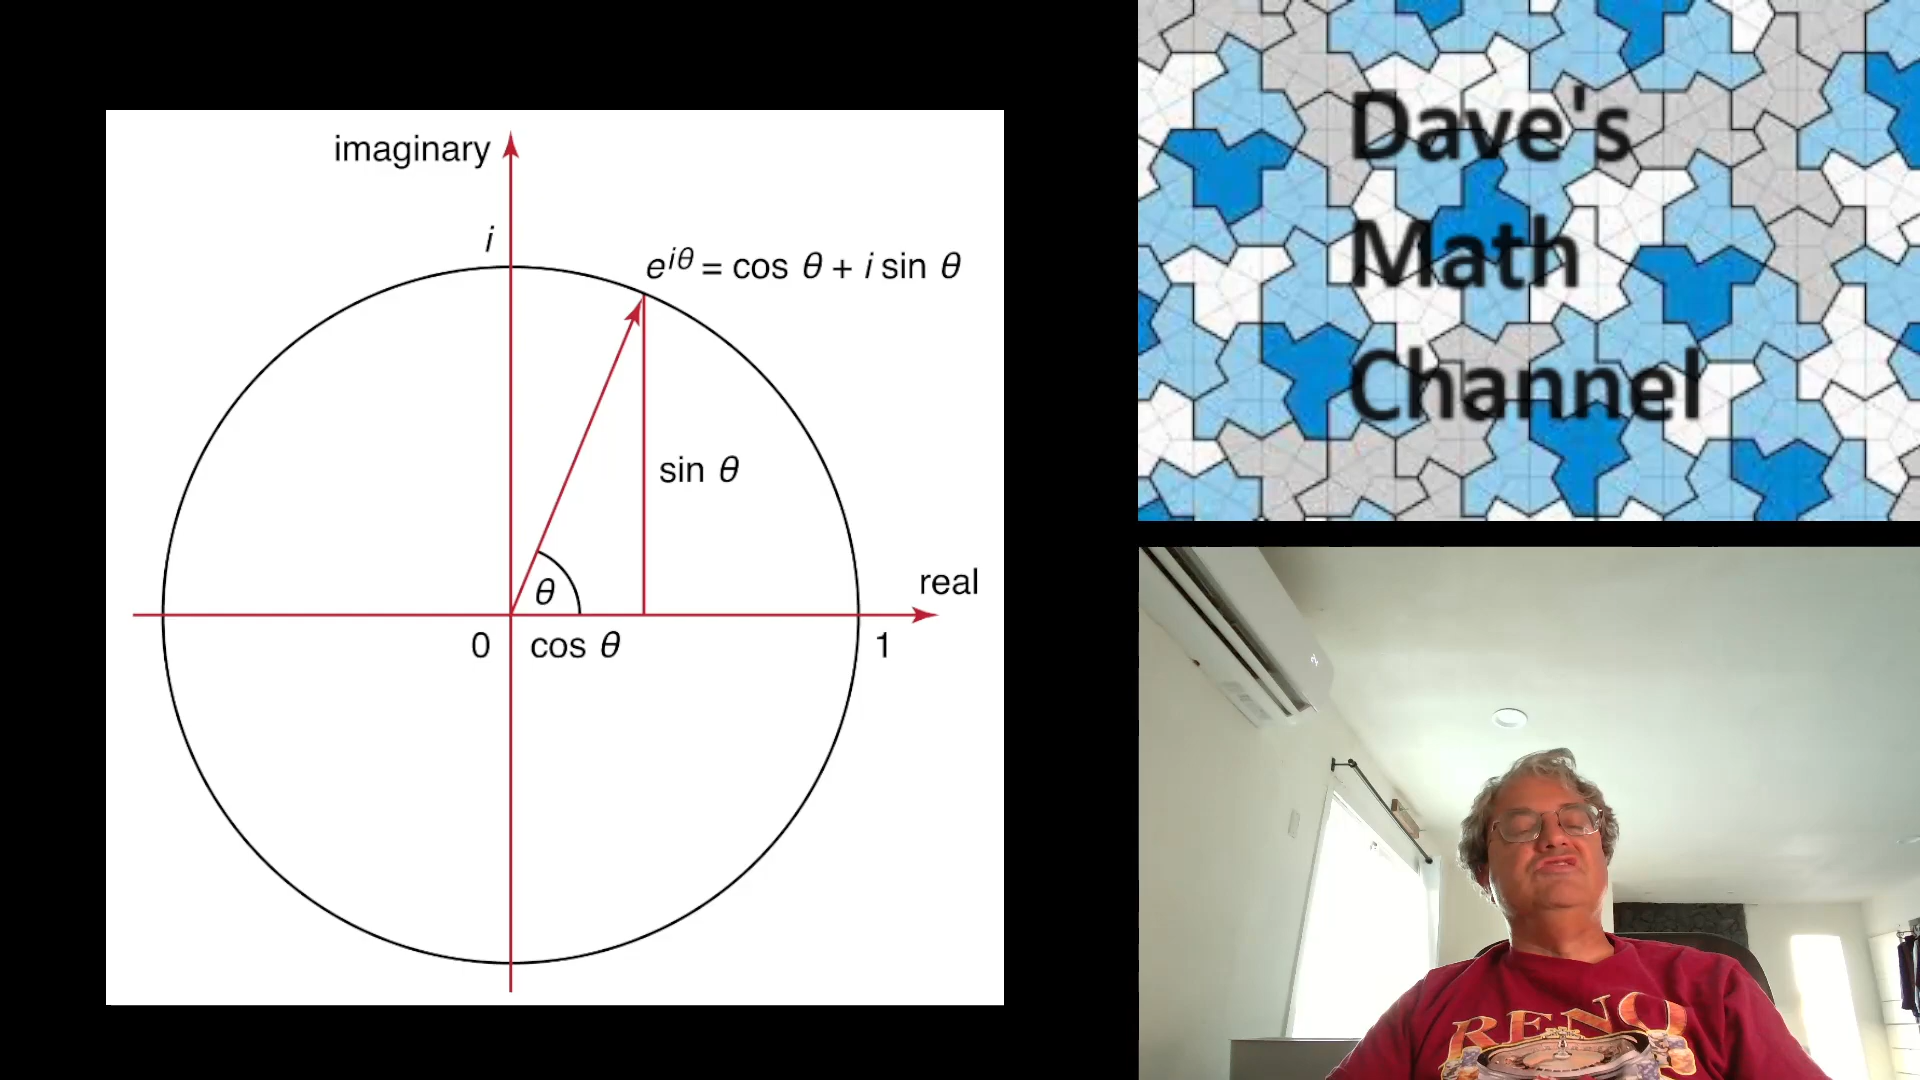 imaginary
i
e^{iθ} = cos θ + i sin θ
sin θ
θ
real
0
cos θ
1
Dave's
Math
Channel
RENO